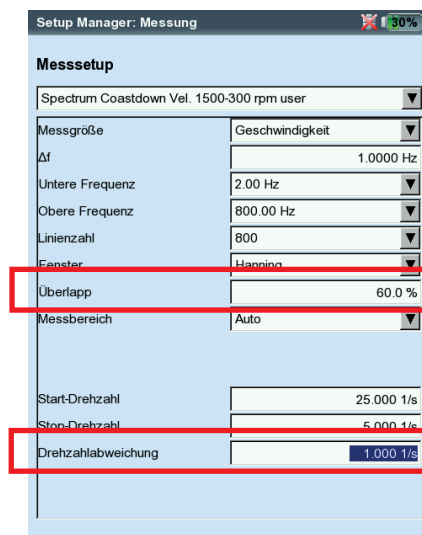 Setup Manager: Messung 30%
Messsetup
Spectrum Coastdown Vel. 1500-300 rpm user
Messgröße Geschwindigkeit
Δf 1.0000 Hz
Untere Frequenz 2.00 Hz
Obere Frequenz 800.00 Hz
Linienzahl 800
Fenster Hanning
Überlapp 60.0 %
Messbereich Auto
Start-Drehzahl 25.000 1/s
Stop-Drehzahl 5.000 1/s
Drehzahlabweichung 1.000 1/s